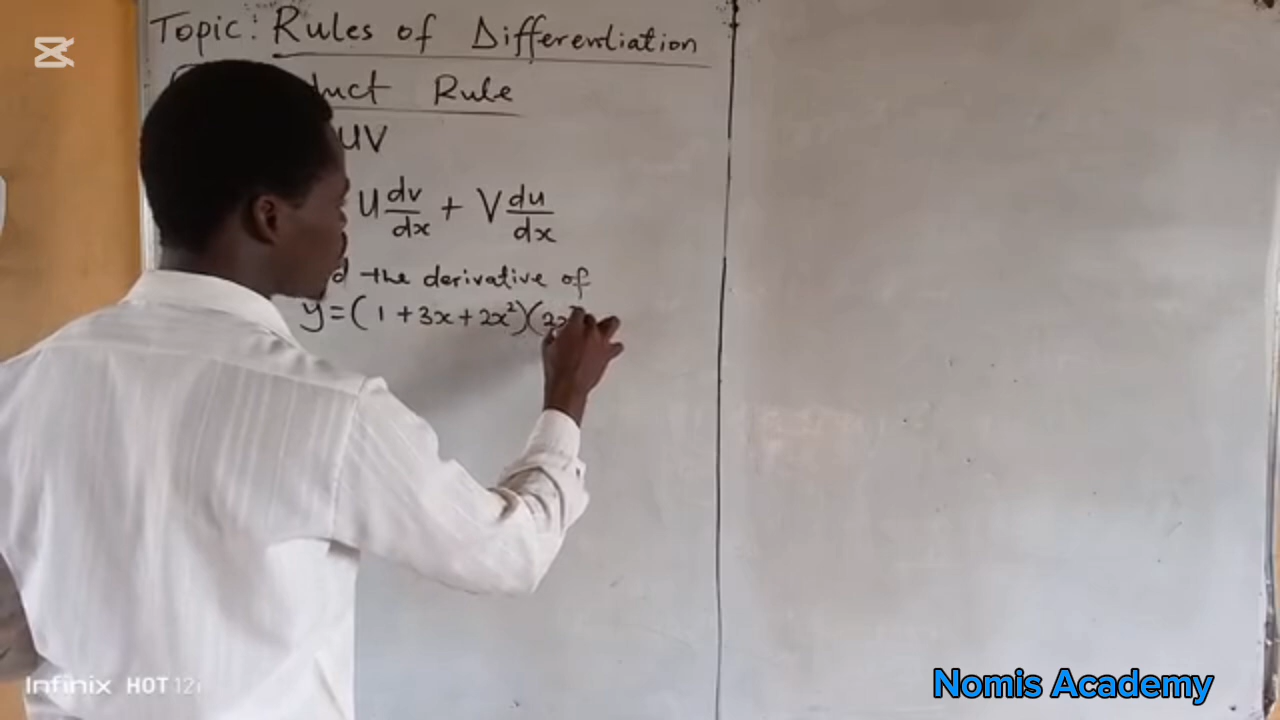 Topic: Rules of Differentiation
Rule
UV
U dv/dx + V du/dx
the derivative of
y = (1 + 3x + 2x²)(
Infinix HOT 12i
Nomis Academy